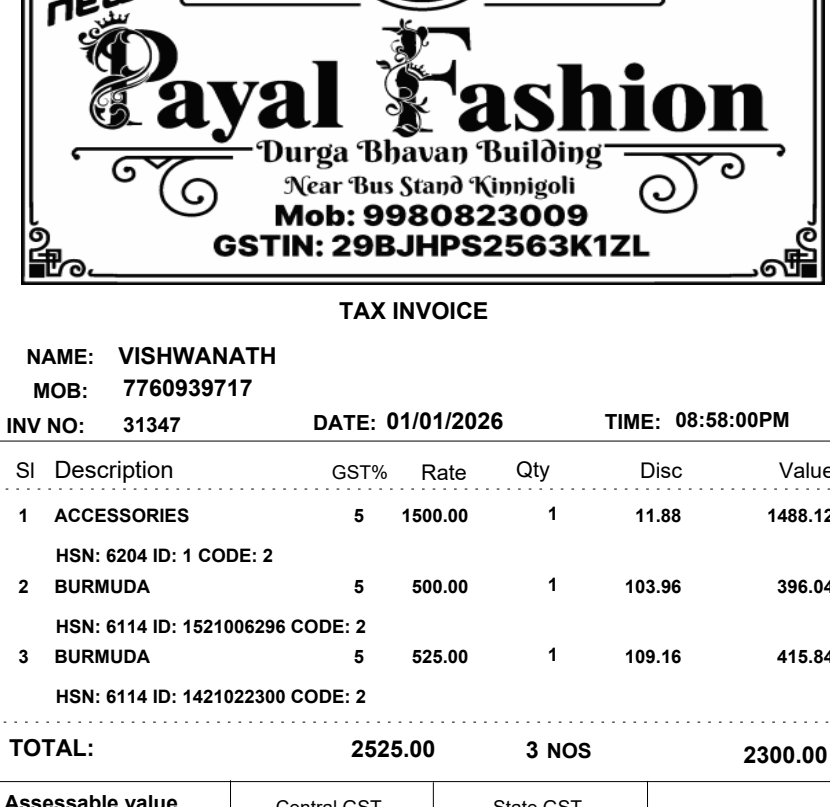 new
Payal Fashion
Durga Bhavan Building
Near Bus Stand Kinnigoli
Mob: 9980823009
GSTIN: 29BJHPS2563K1ZL
TAX INVOICE
NAME: VISHWANATH
MOB: 7760939717
INV NO: 31347 DATE: 01/01/2026 TIME: 08:58:00PM
Sl Description GST% Rate Qty Disc Value
1 ACCESSORIES 5 1500.00 1 11.88 1488.12
HSN: 6204 ID: 1 CODE: 2
2 BURMUDA 5 500.00 1 103.96 396.04
HSN: 6114 ID: 1521006296 CODE: 2
3 BURMUDA 5 525.00 1 109.16 415.84
HSN: 6114 ID: 1421022300 CODE: 2
TOTAL: 2525.00 3 NOS 2300.00
Assessable value Central GST State GST